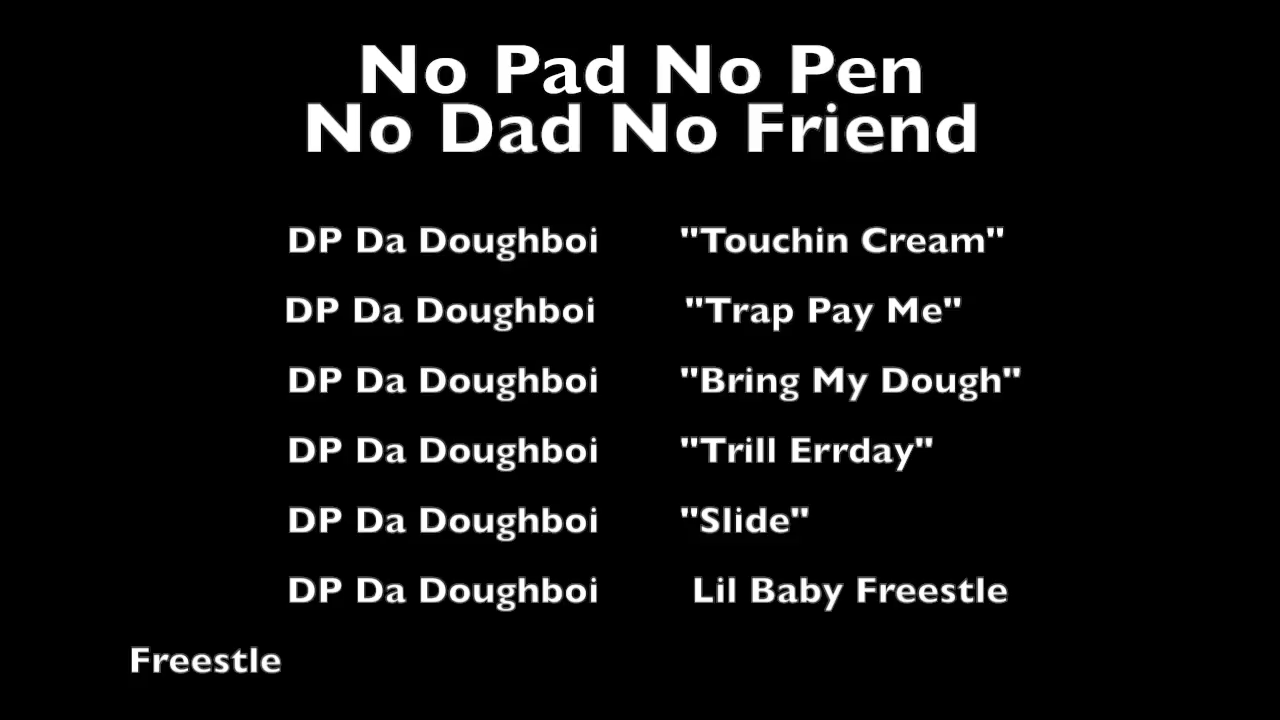 No Pad No Pen
No Dad No Friend
DP Da Doughboi "Touchin Cream"
DP Da Doughboi "Trap Pay Me"
DP Da Doughboi "Bring My Dough"
DP Da Doughboi "Trill Errday"
DP Da Doughboi "Slide"
DP Da Doughboi Lil Baby Freestle
Freestle